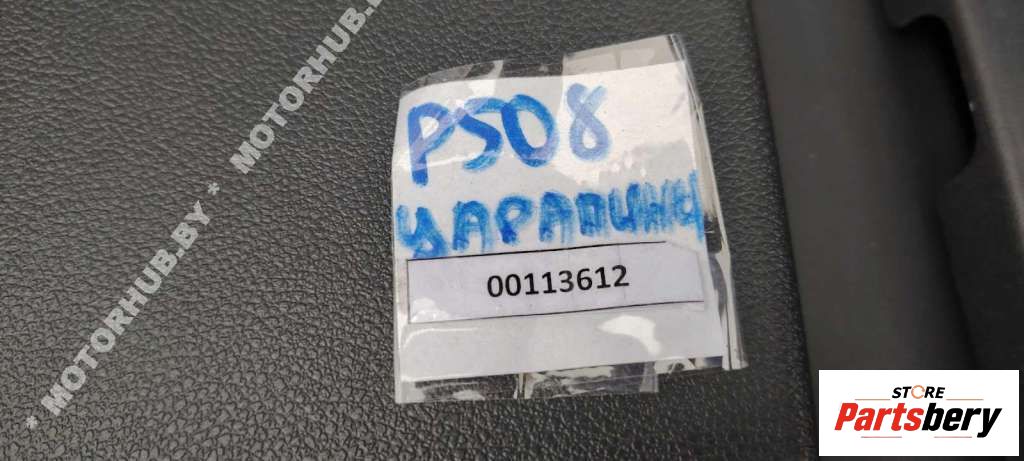 P508
ЦАРАПИНЫ
00113612
* MOTORHUB.BY * MOTORHUB.BY
STORE
Partsbery